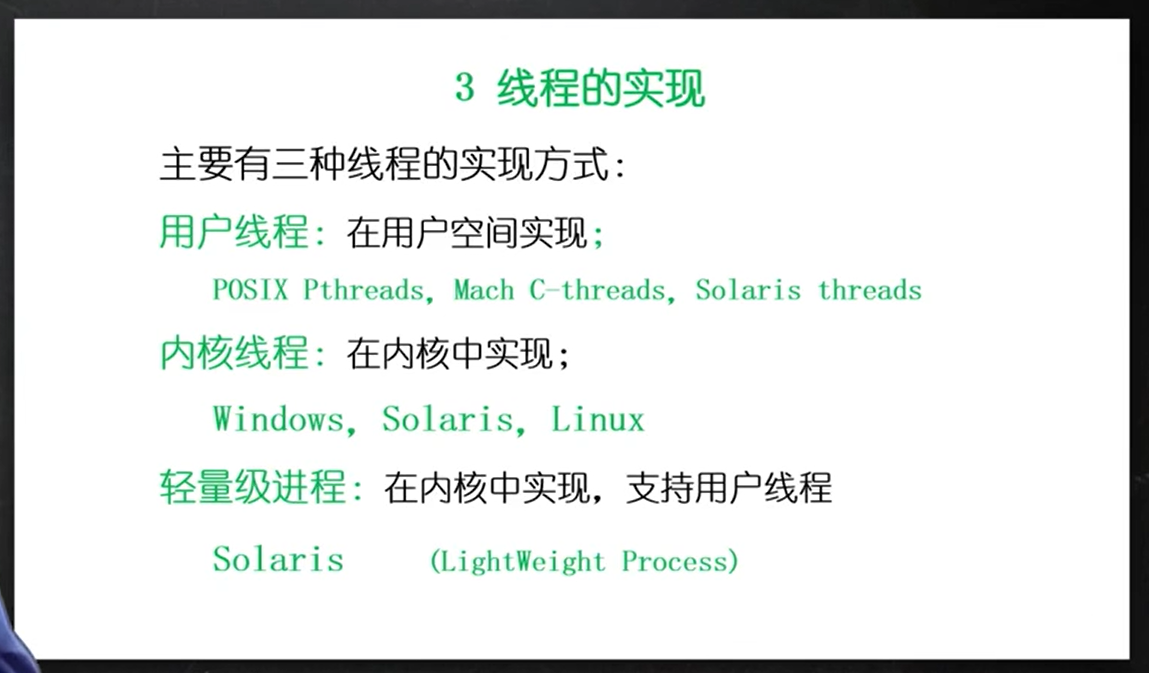 3 线程的实现
主要有三种线程的实现方式：
用户线程：在用户空间实现；
POSIX Pthreads, Mach C-threads, Solaris threads
内核线程：在内核中实现；
Windows, Solaris, Linux
轻量级进程：在内核中实现，支持用户线程
Solaris (LightWeight Process)